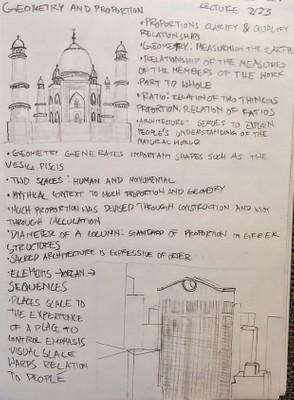 GEOMETRY AND PROPORTION
LECTURE 2/23
• PROPORTIONS CLARIFY & QUALIFY
RELATIONSHIPS
• GEOMETRY: MEASURING THE EARTH
• RELATIONSHIP OF THE MEASURES
OF THE MEMBERS OF THE WORK
- PART TO WHOLE
• RATIO: RELATION OF TWO THINGS
PROPORTION: RELATION OF RATIOS
• ARCHITECTURE SERVES TO EXPLAIN
PEOPLE'S UNDERSTANDING OF THE
NATURAL WORLD
• GEOMETRY GENERATES IMPORTANT SHAPES SUCH AS THE
VESICA PISCIS
• TWO SCALES: HUMAN AND MONUMENTAL
• MYTHICAL CONTEXT TO MUCH PROPORTION AND GEOMETRY
• MUCH PROPORTION WAS DEVISED THROUGH CONSTRUCTION AND NOT
THROUGH CALCULATION
• DIAMETER OF A COLUMN - STANDARD OF PROPORTION IN GREEK
STRUCTURES
• SACRED ARCHITECTURE IS EXPRESSIVE OF ORDER
• ELEMENTS →
SEQUENCES
• PLACES SCALE TO
THE EXPERIENCE
OF A PLACE TO
CONTROL EMPHASIS
• VISUAL SCALE
WARPS RELATION
TO PEOPLE